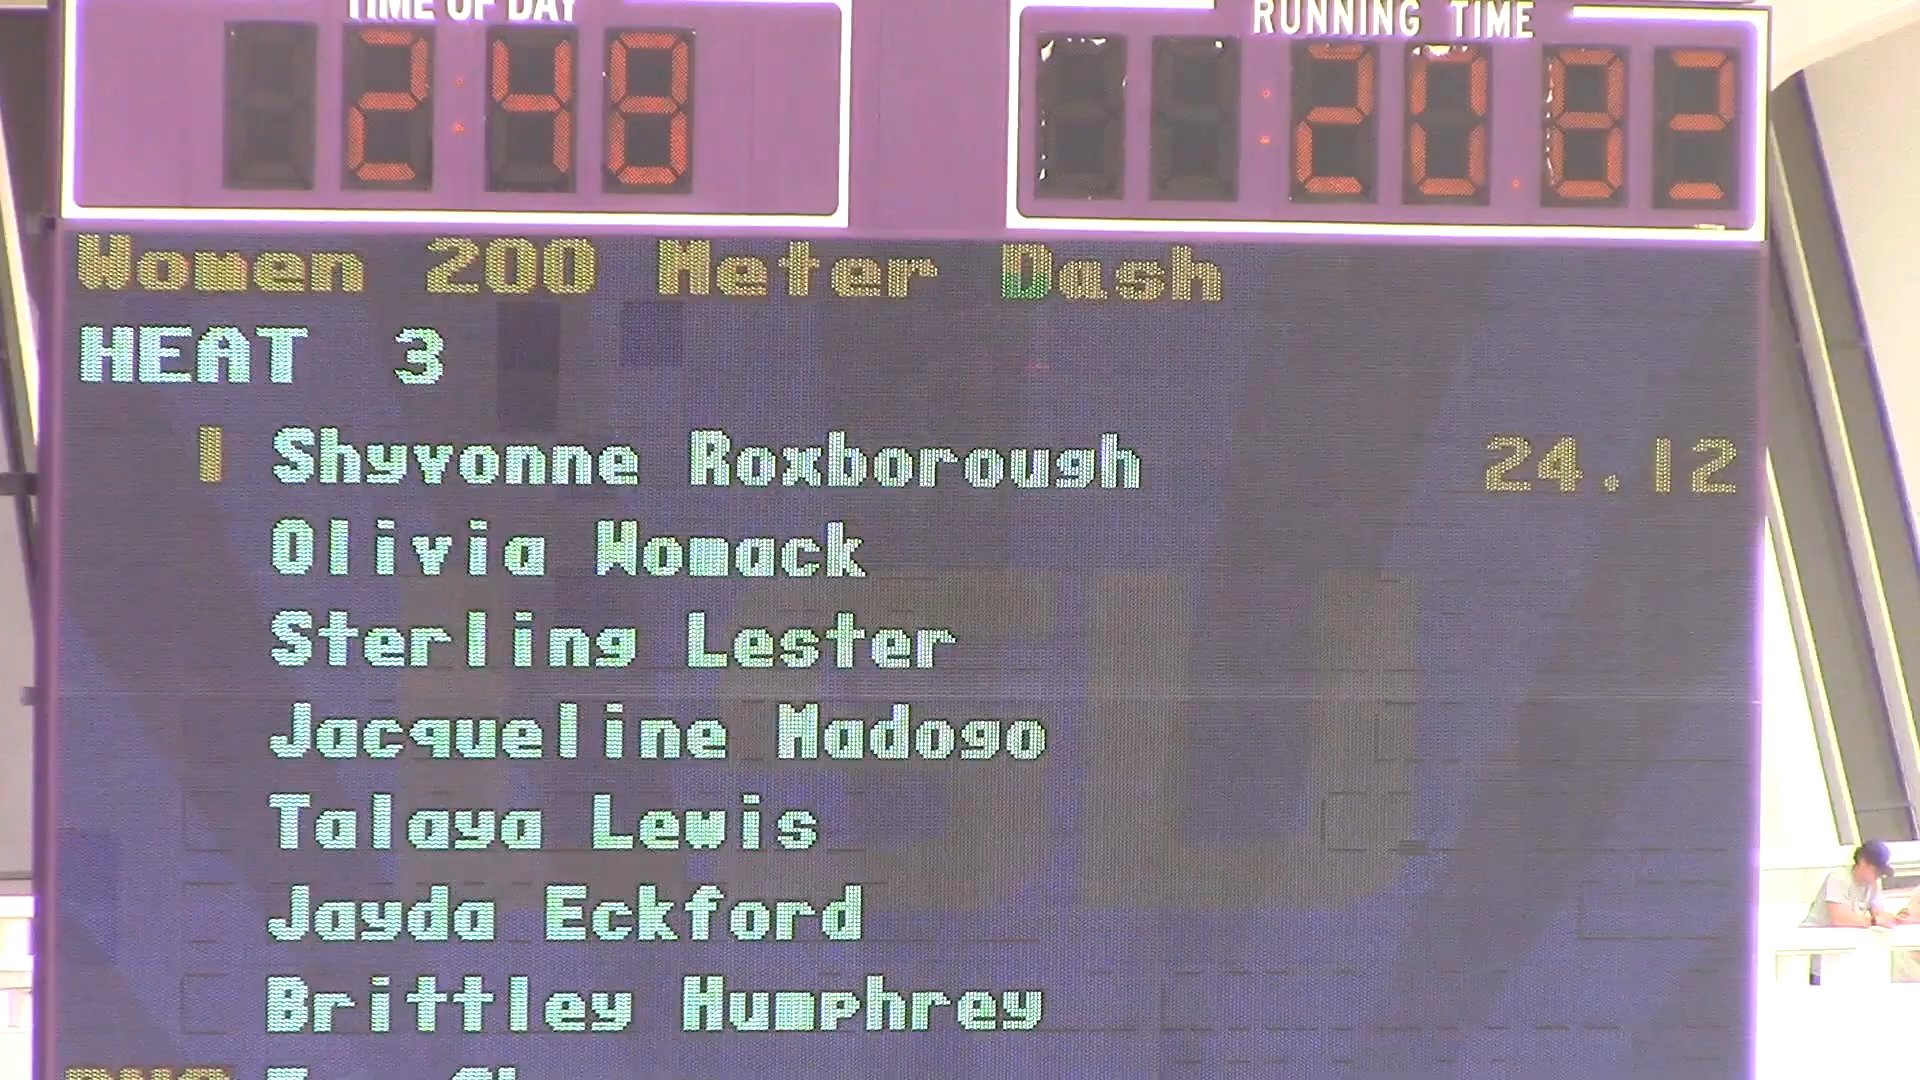 TIME OF DAY
RUNNING TIME
2:48
:20.82
Women 200 Meter Dash
HEAT 3
1 Shyvonne Roxborough 24.12
Olivia Womack
Sterling Lester
Jacqueline Madogo
Talaya Lewis
Jayda Eckford
Brittley Humphrey